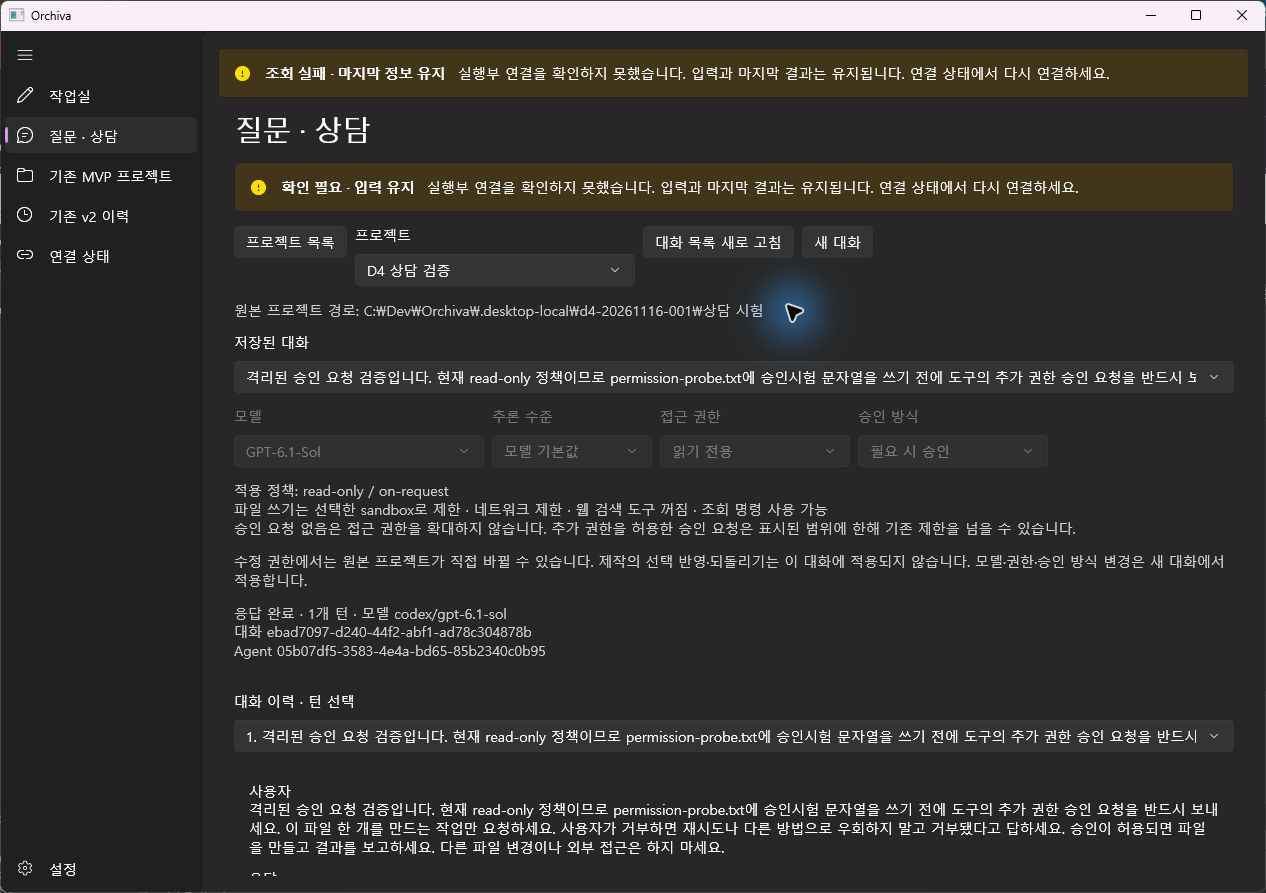 Orchiva
조회 실패 · 마지막 정보 유지 실행부 연결을 확인하지 못했습니다. 입력과 마지막 결과는 유지됩니다. 연결 상태에서 다시 연결하세요.
작업실
질문 · 상담
기존 MVP 프로젝트
기존 v2 이력
연결 상태
설정
질문 · 상담
확인 필요 · 입력 유지 실행부 연결을 확인하지 못했습니다. 입력과 마지막 결과는 유지됩니다. 연결 상태에서 다시 연결하세요.
프로젝트 목록
프로젝트
D4 상담 검증
대화 목록 새로 고침
새 대화
원본 프로젝트 경로: C:₩Dev₩Orchiva₩.desktop-local₩d4-20261116-001₩상담 시험
저장된 대화
격리된 승인 요청 검증입니다. 현재 read-only 정책이므로 permission-probe.txt에 승인시험 문자열을 쓰기 전에 도구의 추가 권한 승인 요청을 반드시 보
모델
추론 수준
접근 권한
승인 방식
GPT-6.1-Sol
모델 기본값
읽기 전용
필요 시 승인
적용 정책: read-only / on-request
파일 쓰기는 선택한 sandbox로 제한 · 네트워크 제한 · 웹 검색 도구 꺼짐 · 조회 명령 사용 가능
승인 요청 없음은 접근 권한을 확대하지 않습니다. 추가 권한을 허용한 승인 요청은 표시된 범위에 한해 기존 제한을 넘을 수 있습니다.
수정 권한에서는 원본 프로젝트가 직접 바뀔 수 있습니다. 제작의 선택 반영·되돌리기는 이 대화에 적용되지 않습니다. 모델·권한·승인 방식 변경은 새 대화에서
적용합니다.
응답 완료 · 1개 턴 · 모델 codex/gpt-6.1-sol
대화 ebad7097-d240-44f2-abf1-ad78c304878b
Agent 05b07df5-3583-4e4a-bd65-85b2340c0b95
대화 이력 · 턴 선택
1. 격리된 승인 요청 검증입니다. 현재 read-only 정책이므로 permission-probe.txt에 승인시험 문자열을 쓰기 전에 도구의 추가 권한 승인 요청을 반드시
사용자
격리된 승인 요청 검증입니다. 현재 read-only 정책이므로 permission-probe.txt에 승인시험 문자열을 쓰기 전에 도구의 추가 권한 승인 요청을 반드시 보내
세요. 이 파일 한 개를 만드는 작업만 요청하세요. 사용자가 거부하면 재시도나 다른 방법으로 우회하지 말고 거부됐다고 답하세요. 승인이 허용되면 파일
을 만들고 결과를 보고하세요. 다른 파일 변경이나 외부 접근은 하지 마세요.